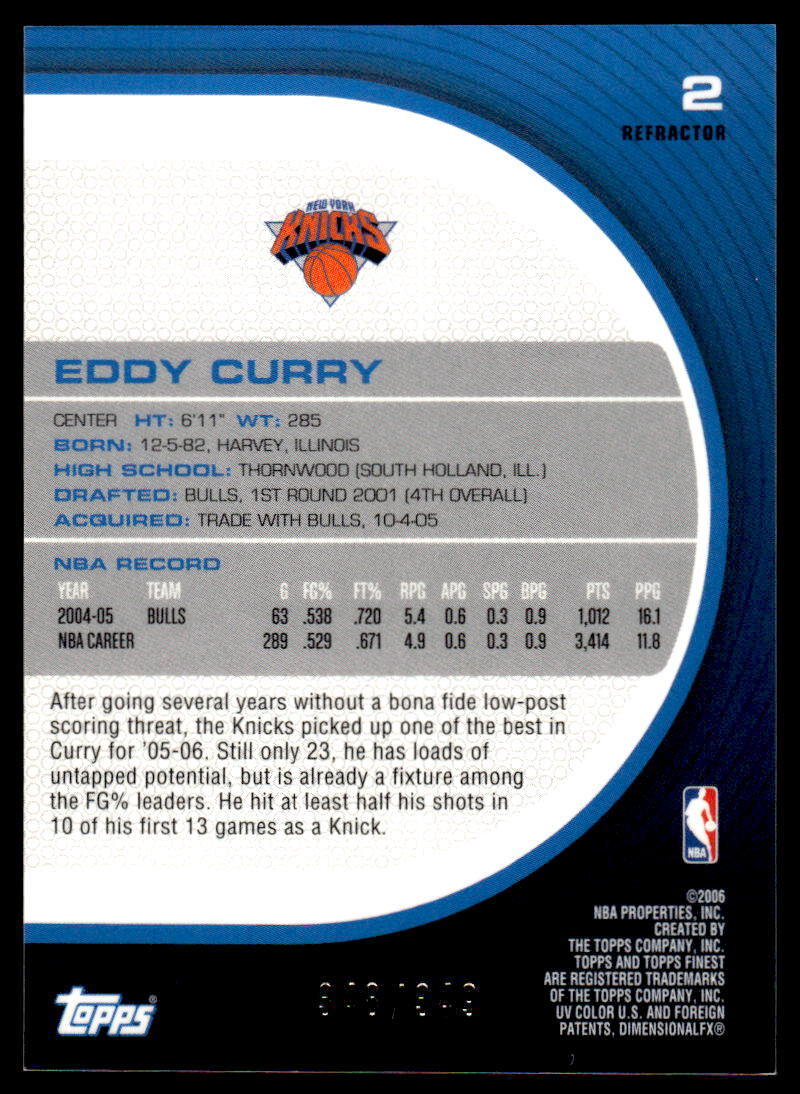 2
REFRACTOR
NEW YORK
KNICKS
EDDY CURRY
CENTER HT: 6'11" WT: 285
BORN: 12-5-82, HARVEY, ILLINOIS
HIGH SCHOOL: THORNWOOD (SOUTH HOLLAND, ILL.)
DRAFTED: BULLS, 1ST ROUND 2001 (4TH OVERALL)
ACQUIRED: TRADE WITH BULLS, 10-4-05
NBA RECORD
YEAR TEAM G FG% FT% RPG APG SPG BPG PTS PPG
2004-05 BULLS 63 .538 .720 5.4 0.6 0.3 0.9 1,012 16.1
NBA CAREER 289 .529 .671 4.9 0.6 0.3 0.9 3,414 11.8
After going several years without a bona fide low-post
scoring threat, the Knicks picked up one of the best in
Curry for '05-06. Still only 23, he has loads of
untapped potential, but is already a fixture among
the FG% leaders. He hit at least half his shots in
10 of his first 13 games as a Knick.
NBA
©2006
NBA PROPERTIES, INC.
CREATED BY
THE TOPPS COMPANY, INC.
TOPPS AND TOPPS FINEST
ARE REGISTERED TRADEMARKS
OF THE TOPPS COMPANY, INC.
UV COLOR U.S. AND FOREIGN
PATENTS, DIMENSIONALFX®
Topps®